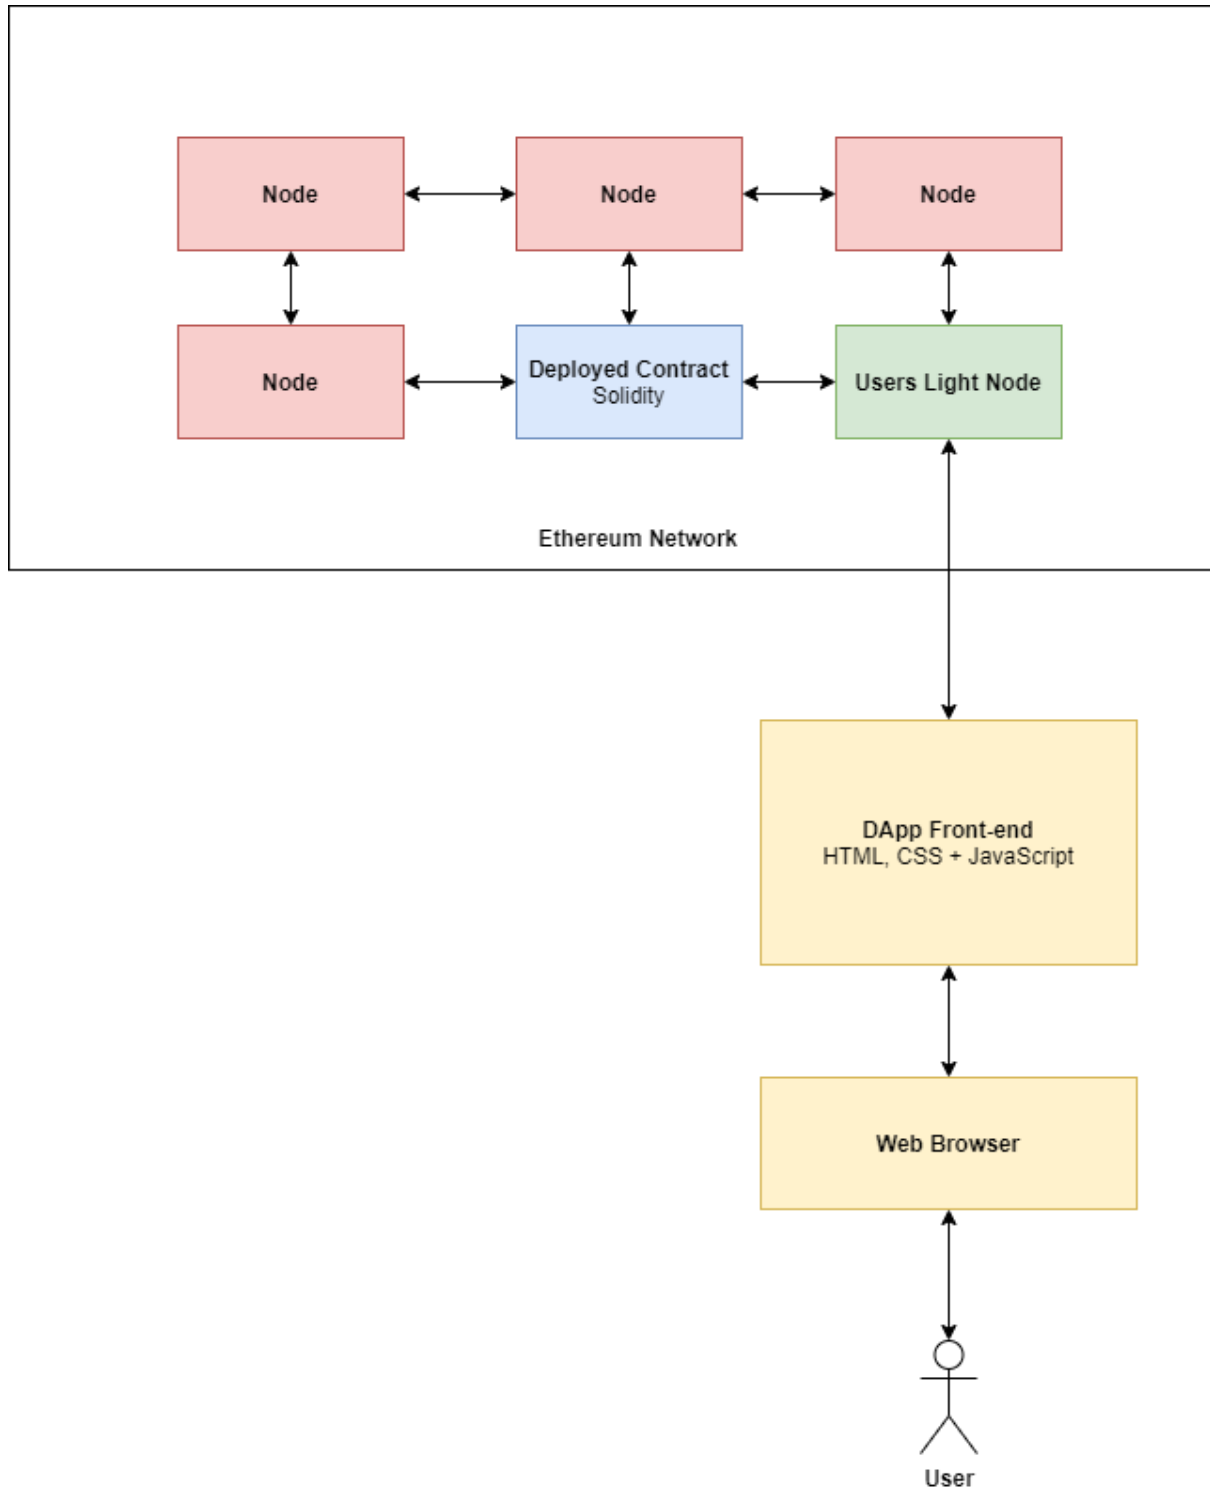 Node
Node
Node
Node
Deployed Contract
Solidity
Users Light Node
Ethereum Network
DApp Front-end
HTML, CSS + JavaScript
Web Browser
User